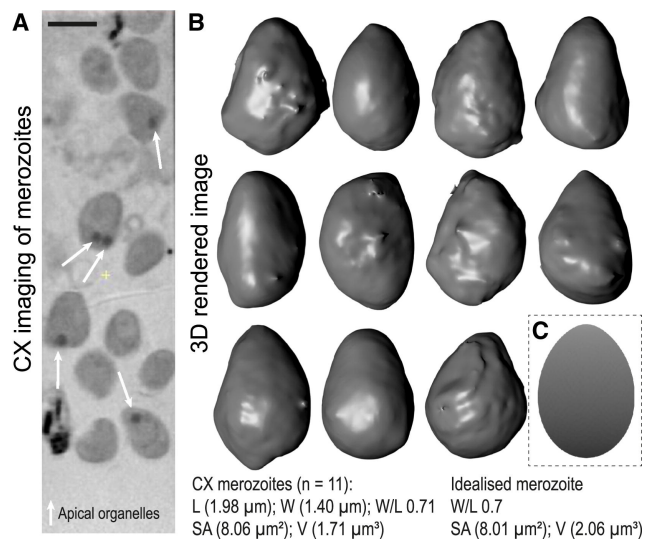 A
B
CX imaging of merozoites
3D rendered image
C
Apical organelles
CX merozoites (n = 11):
L (1.98 µm); W (1.40 µm); W/L 0.71
SA (8.06 µm²); V (1.71 µm³)
Idealised merozoite
W/L 0.7
SA (8.01 µm²); V (2.06 µm³)